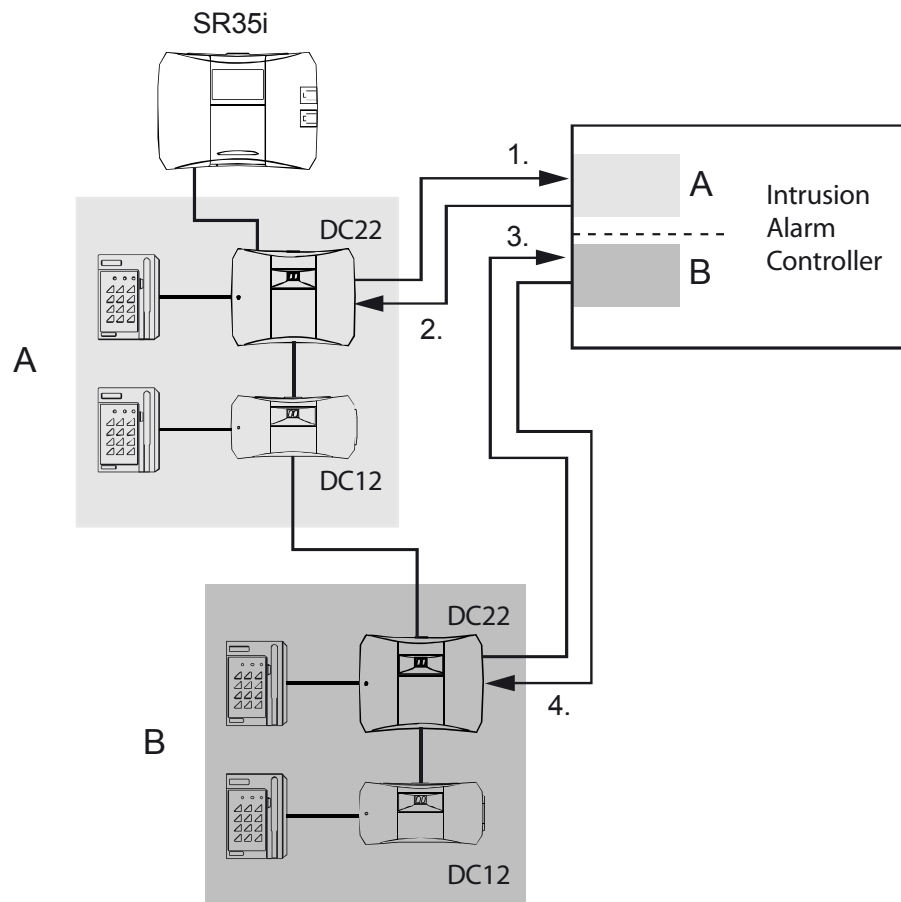 SR35i
1.
A
Intrusion
Alarm
Controller
DC22
3.
B
2.
A
DC12
DC22
4.
B
DC12